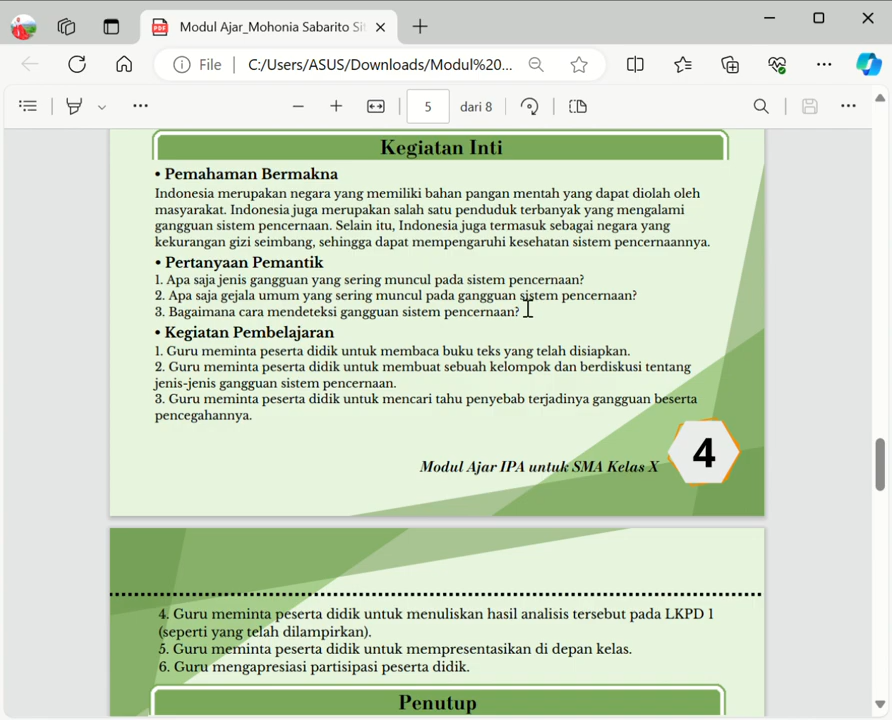 Modul Ajar_Mohonia Sabarito Si
File
C:/Users/ASUS/Downloads/Modul%20...
5
dari 8
Kegiatan Inti
• Pemahaman Bermakna
Indonesia merupakan negara yang memiliki bahan pangan mentah yang dapat diolah oleh
masyarakat. Indonesia juga merupakan salah satu penduduk terbanyak yang mengalami
gangguan sistem pencernaan. Selain itu, Indonesia juga termasuk sebagai negara yang
kekurangan gizi seimbang, sehingga dapat mempengaruhi kesehatan sistem pencernaannya.
• Pertanyaan Pemantik
1. Apa saja jenis gangguan yang sering muncul pada sistem pencernaan?
2. Apa saja gejala umum yang sering muncul pada gangguan sistem pencernaan?
3. Bagaimana cara mendeteksi gangguan sistem pencernaan?
• Kegiatan Pembelajaran
1. Guru meminta peserta didik untuk membaca buku teks yang telah disiapkan.
2. Guru meminta peserta didik untuk membuat sebuah kelompok dan berdiskusi tentang
jenis-jenis gangguan sistem pencernaan.
3. Guru meminta peserta didik untuk mencari tahu penyebab terjadinya gangguan beserta
pencegahannya.
Modul Ajar IPA untuk SMA Kelas X
4
4. Guru meminta peserta didik untuk menuliskan hasil analisis tersebut pada LKPD 1
(seperti yang telah dilampirkan).
5. Guru meminta peserta didik untuk mempresentasikan di depan kelas.
6. Guru mengapresiasi partisipasi peserta didik.
Penutup